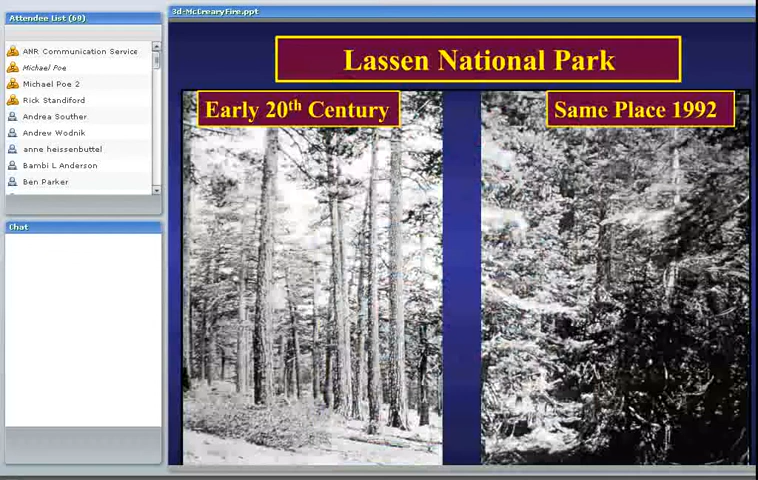 Attendee List (69)
ANR Communication Service
Michael Poe
Michael Poe 2
Rick Standiford
Andrea Souther
Andrew Wodnik
anne heissenbuttel
Bambi L Anderson
Ben Parker
Chat
3d-McCrearyFire.ppt
Lassen National Park
Early 20th Century
Same Place 1992